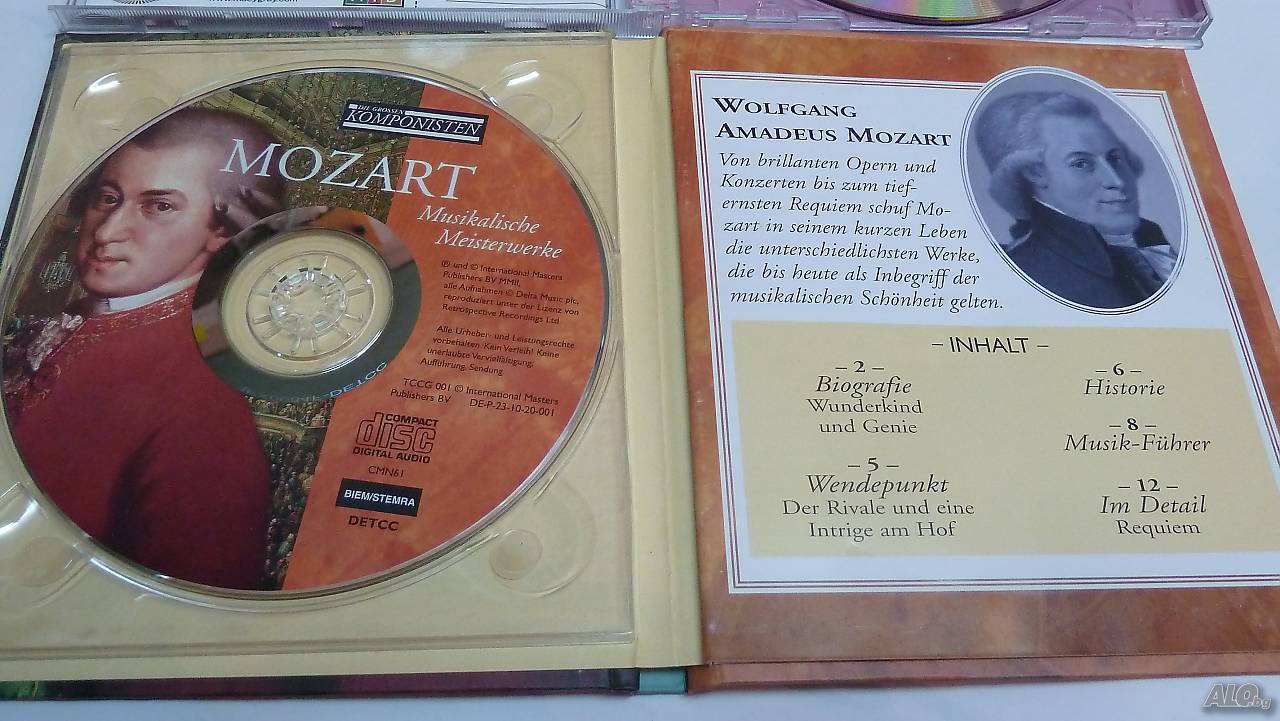 DIE GROSSEN
KOMPONISTEN
MOZART
Musikalische
Meisterwerke
℗ und © International Masters
Publishers BV MMII,
alle Aufnahmen © Delta Music plc,
reproduziert unter der Lizenz von
Retrospective Recordings Ltd
Alle Urheber- und Leistungsrechte
vorbehalten. Kein Verleih! Keine
unerlaubte Vervielfältigung,
Aufführung, Sendung.
TCCG 001 © International Masters
Publishers BV DE-P-23-10-20-001
COMPACT
disc
DIGITAL AUDIO
CMN61
BIEM/STEMRA
DETCC
WOLFGANG
AMADEUS MOZART
Von brillanten Opern und
Konzerten bis zum tief-
ernsten Requiem schuf Mo-
zart in seinem kurzen Leben
die unterschiedlichten Werke,
die bis heute als Inbegriff der
musikalischen Schönheit gelten.
– INHALT –
– 2 –
Biografie
Wunderkind
und Genie
– 5 –
Wendepunkt
Der Rivale und eine
Intrige am Hof
– 6 –
Historie
– 8 –
Musik-Führer
– 12 –
Im Detail
Requiem
ALO.bg